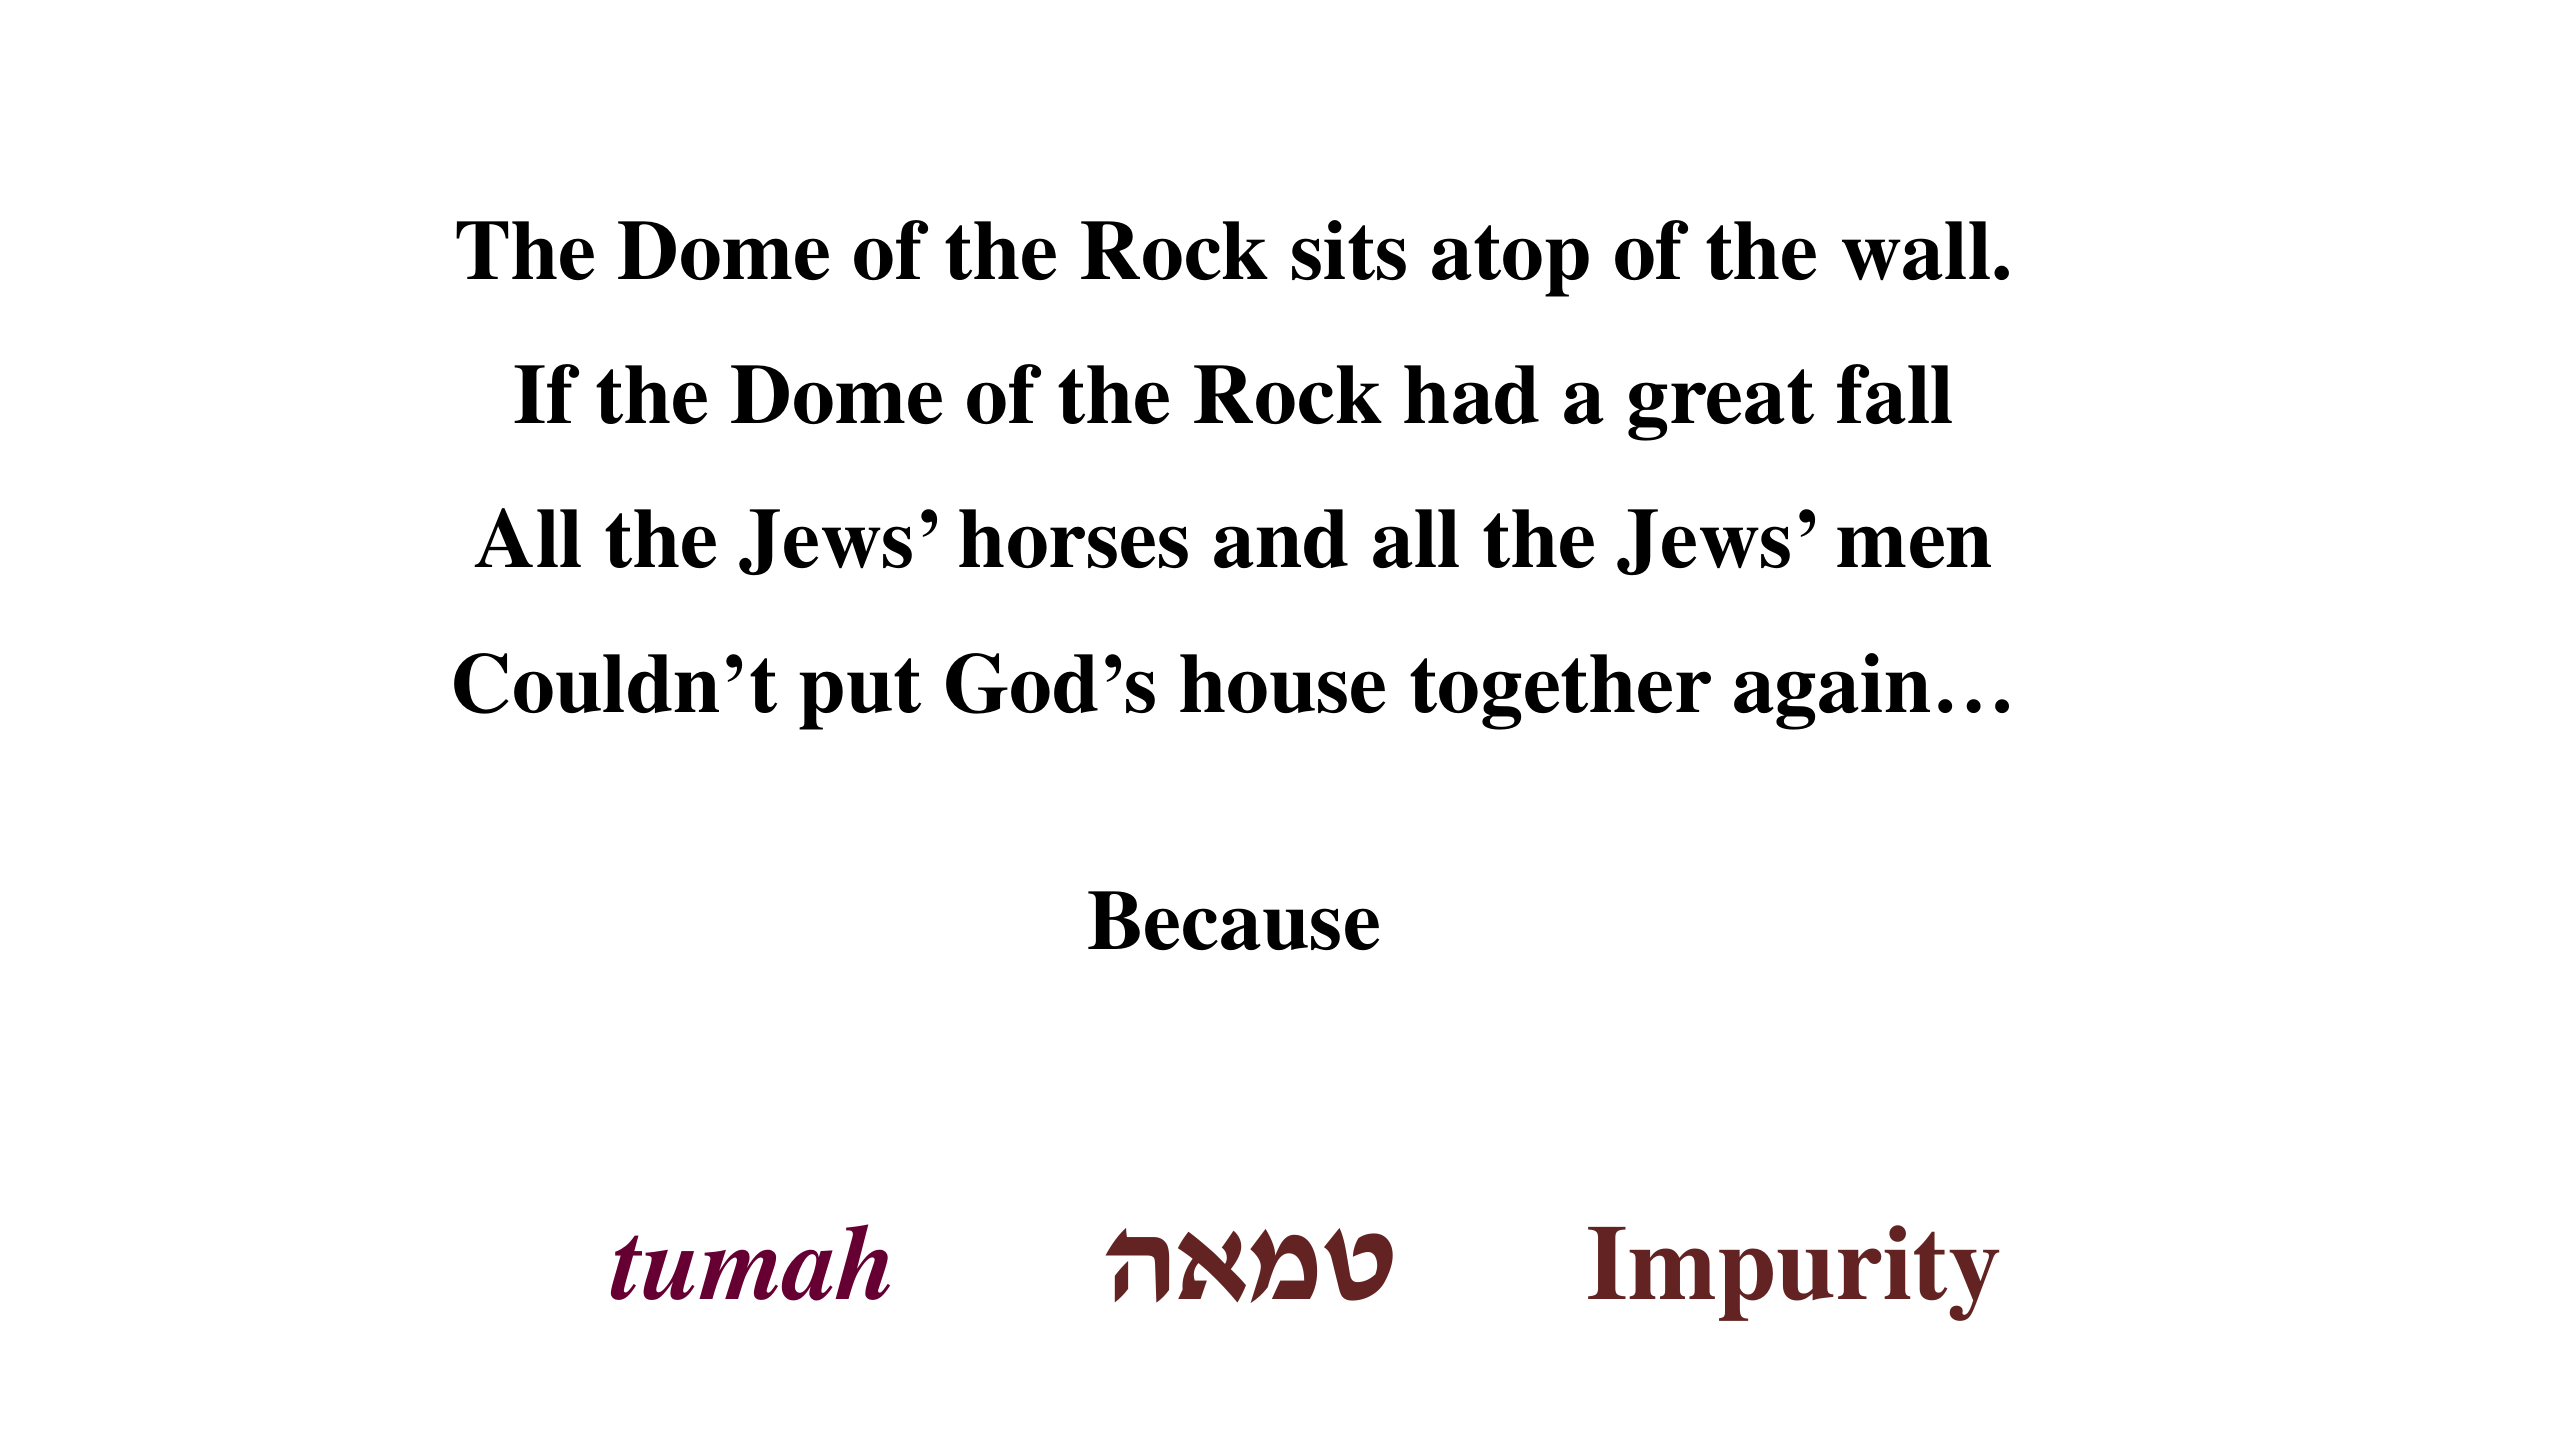 The Dome of the Rock sits atop of the wall.
If the Dome of the Rock had a great fall
All the Jews’ horses and all the Jews’ men
Couldn’t put God’s house together again…
Because
tumah טמאה Impurity